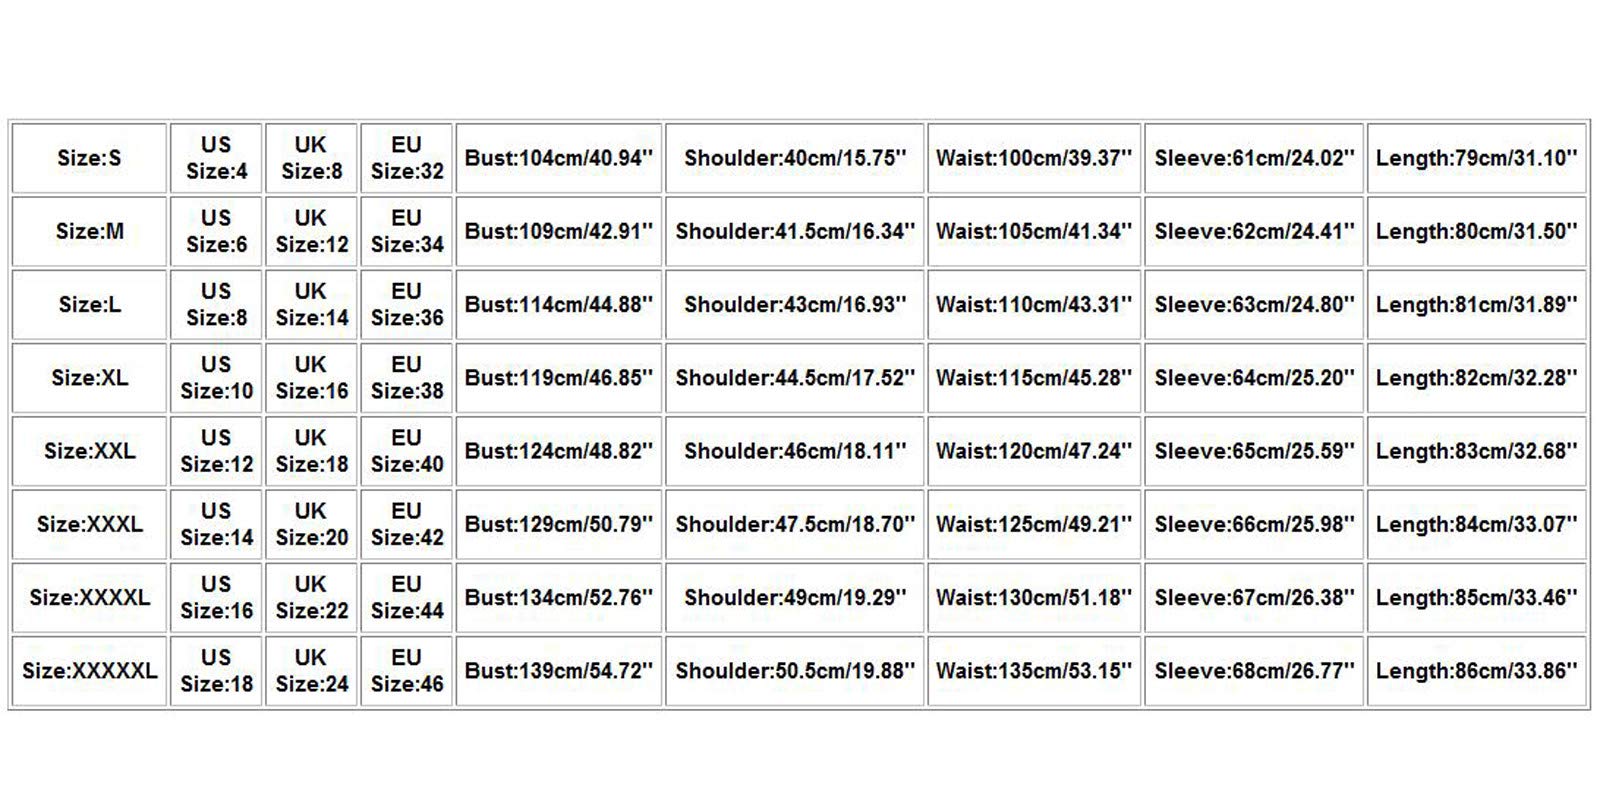 Size:S US Size:4 UK Size:8 EU Size:32 Bust:104cm/40.94'' Shoulder:40cm/15.75'' Waist:100cm/39.37'' Sleeve:61cm/24.02'' Length:79cm/31.10''
Size:M US Size:6 UK Size:12 EU Size:34 Bust:109cm/42.91'' Shoulder:41.5cm/16.34'' Waist:105cm/41.34'' Sleeve:62cm/24.41'' Length:80cm/31.50''
Size:L US Size:8 UK Size:14 EU Size:36 Bust:114cm/44.88'' Shoulder:43cm/16.93'' Waist:110cm/43.31'' Sleeve:63cm/24.80'' Length:81cm/31.89''
Size:XL US Size:10 UK Size:16 EU Size:38 Bust:119cm/46.85'' Shoulder:44.5cm/17.52'' Waist:115cm/45.28'' Sleeve:64cm/25.20'' Length:82cm/32.28''
Size:XXL US Size:12 UK Size:18 EU Size:40 Bust:124cm/48.82'' Shoulder:46cm/18.11'' Waist:120cm/47.24'' Sleeve:65cm/25.59'' Length:83cm/32.68''
Size:XXXL US Size:14 UK Size:20 EU Size:42 Bust:129cm/50.79'' Shoulder:47.5cm/18.70'' Waist:125cm/49.21'' Sleeve:66cm/25.98'' Length:84cm/33.07''
Size:XXXXL US Size:16 UK Size:22 EU Size:44 Bust:134cm/52.76'' Shoulder:49cm/19.29'' Waist:130cm/51.18'' Sleeve:67cm/26.38'' Length:85cm/33.46''
Size:XXXXXL US Size:18 UK Size:24 EU Size:46 Bust:139cm/54.72'' Shoulder:50.5cm/19.88'' Waist:135cm/53.15'' Sleeve:68cm/26.77'' Length:86cm/33.86''